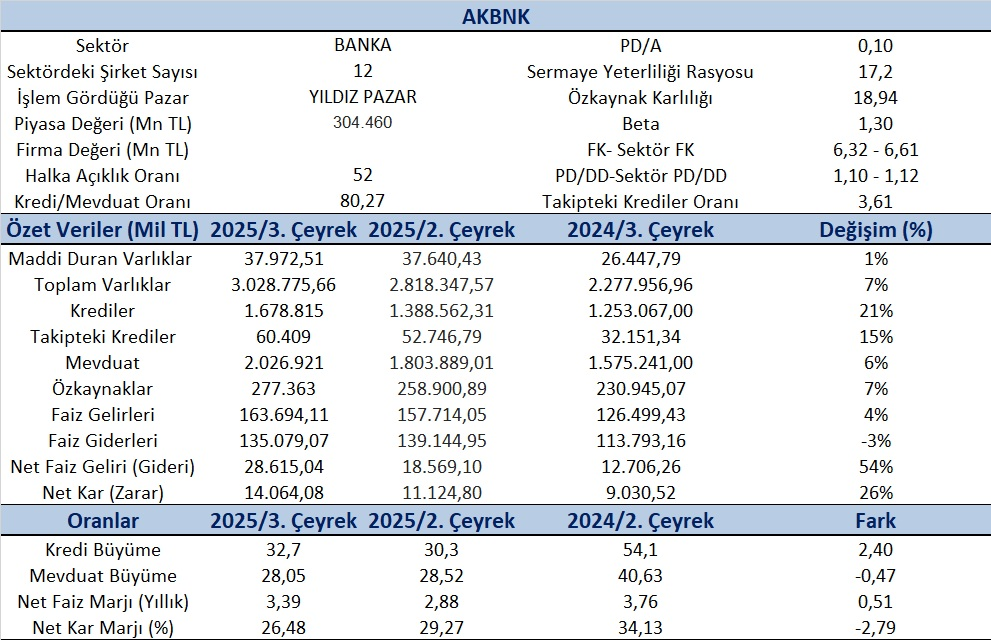 AKBNK
Sektör BANKA PD/A 0,10
Sektördeki Şirket Sayısı 12 Sermaye Yeterliliği Rasyosu 17,2
İşlem Gördüğü Pazar YILDIZ PAZAR Özkaynak Karlılığı 18,94
Piyasa Değeri (Mn TL) 304.460 Beta 1,30
Firma Değeri (Mn TL) FK- Sektör FK 6,32 - 6,61
Halka Açıklık Oranı 52 PD/DD-Sektör PD/DD 1,10 - 1,12
Kredi/Mevduat Oranı 80,27 Takipteki Krediler Oranı 3,61
Özet Veriler (Mil TL) 2025/3. Çeyrek 2025/2. Çeyrek 2024/3. Çeyrek Değişim (%)
Maddi Duran Varlıklar 37.972,51 37.640,43 26.447,79 1%
Toplam Varlıklar 3.028.775,66 2.818.347,57 2.277.956,96 7%
Krediler 1.678.815 1.388.562,31 1.253.067,00 21%
Takipteki Krediler 60.409 52.746,79 32.151,34 15%
Mevduat 2.026.921 1.803.889,01 1.575.241,00 6%
Özkaynaklar 277.363 258.900,89 230.945,07 7%
Faiz Gelirleri 163.694,11 157.714,05 126.499,43 4%
Faiz Giderleri 135.079,07 139.144,95 113.793,16 -3%
Net Faiz Geliri (Gideri) 28.615,04 18.569,10 12.706,26 54%
Net Kar (Zarar) 14.064,08 11.124,80 9.030,52 26%
Oranlar 2025/3. Çeyrek 2025/2. Çeyrek 2024/2. Çeyrek Fark
Kredi Büyüme 32,7 30,3 54,1 2,40
Mevduat Büyüme 28,05 28,52 40,63 -0,47
Net Faiz Marjı (Yıllık) 3,39 2,88 3,76 0,51
Net Kar Marjı (%) 26,48 29,27 34,13 -2,79